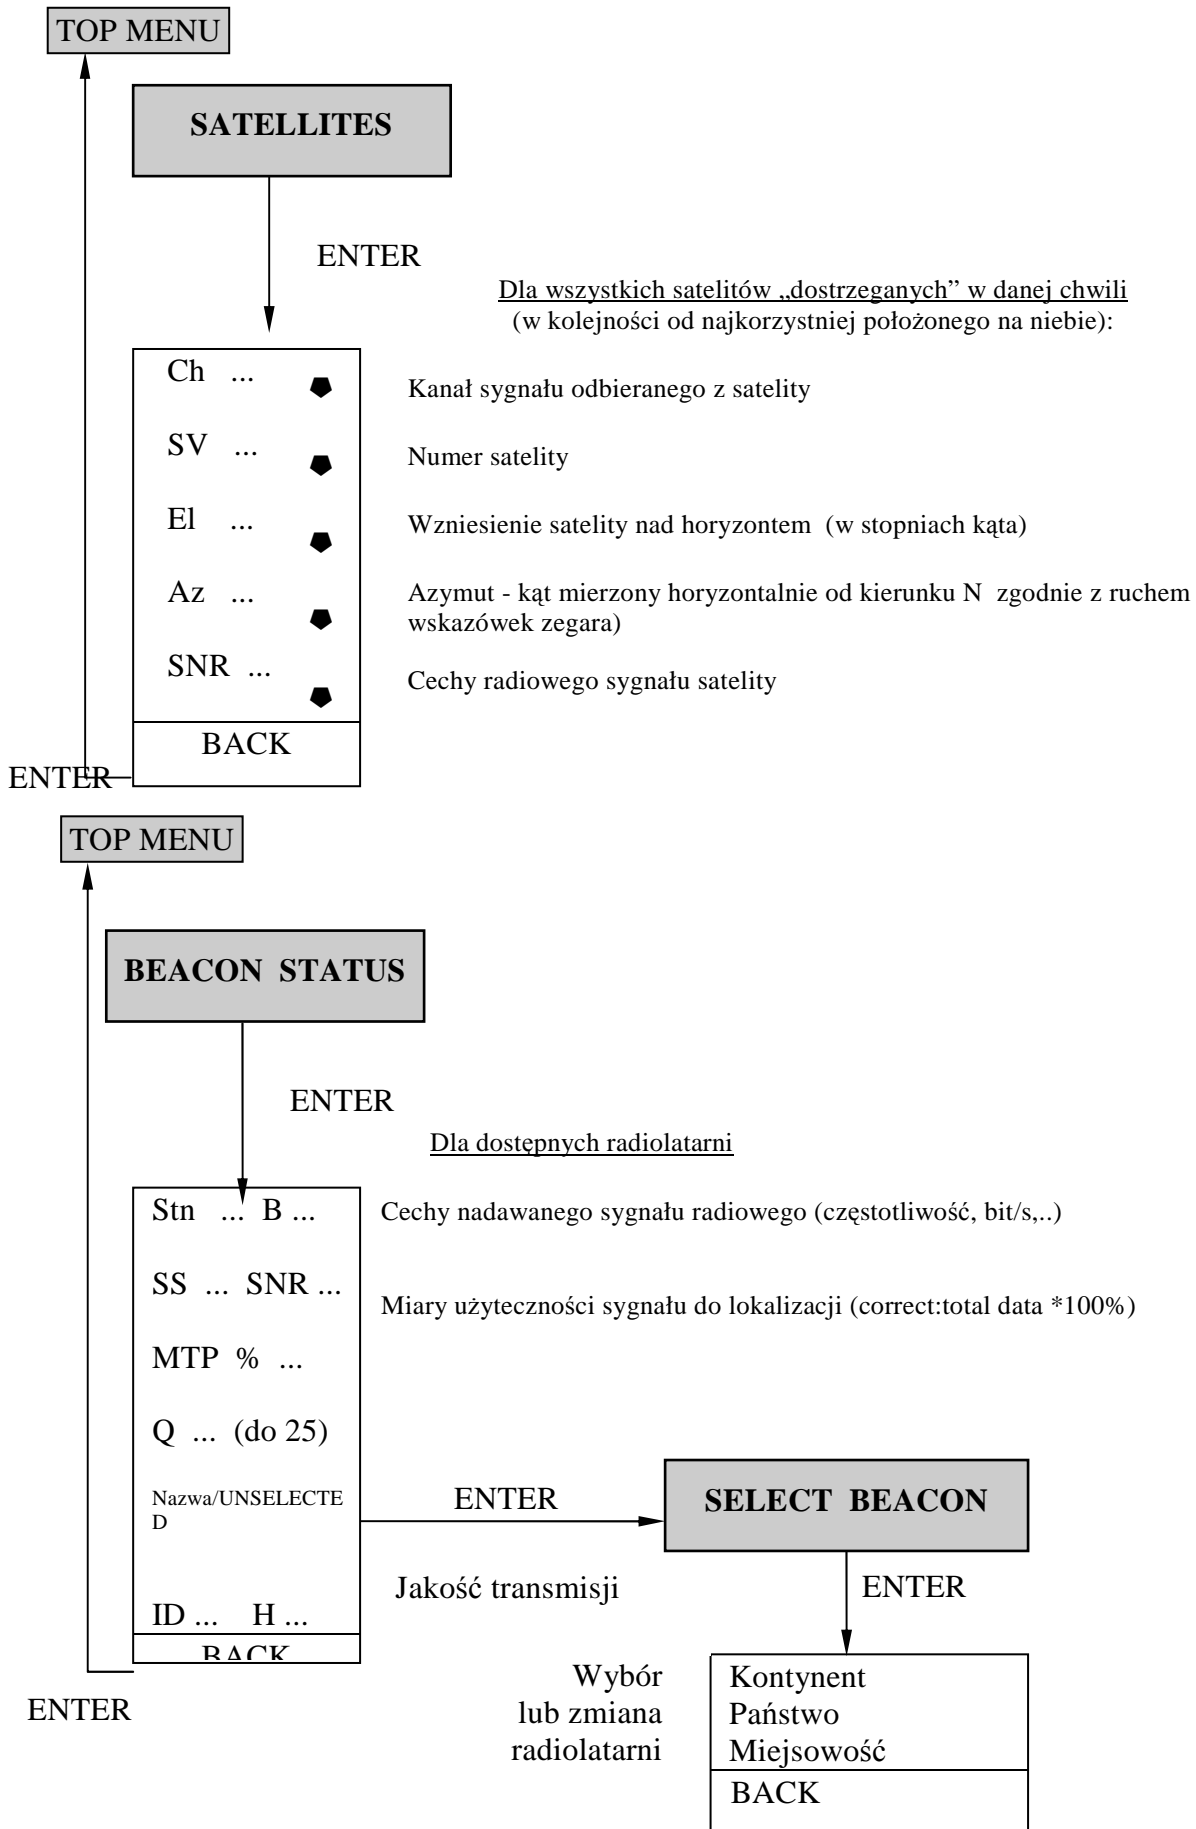 TOP MENU
SATELLITES
ENTER
Dla wszystkich satelitów „dostrzeganych” w danej chwili
(w kolejności od najkorzystniej położonego na niebie):
Ch ...
Kanał sygnału odbieranego z satelity
SV ...
Numer satelity
El ...
Wzniesienie satelity nad horyzontem (w stopniach kąta)
Az ...
Azymut - kąt mierzony horyzontalnie od kierunku N zgodnie z ruchem
wskazówek zegara)
SNR ...
Cechy radiowego sygnału satelity
BACK
ENTER
TOP MENU
BEACON STATUS
ENTER
Dla dostępnych radiolatarni
Stn ... B ...
Cechy nadawanego sygnału radiowego (częstotliwość, bit/s,..)
SS ... SNR ...
Miary użyteczności sygnału do lokalizacji (correct:total data *100%)
MTP % ...
Q ... (do 25)
Nazwa/UNSELECTE
D
ENTER
SELECT BEACON
Jakość transmisji
ENTER
ID ... H ...
BACK
ENTER
Wybór
lub zmiana
radiolatarni
Kontynent
Państwo
Miejsowość
BACK